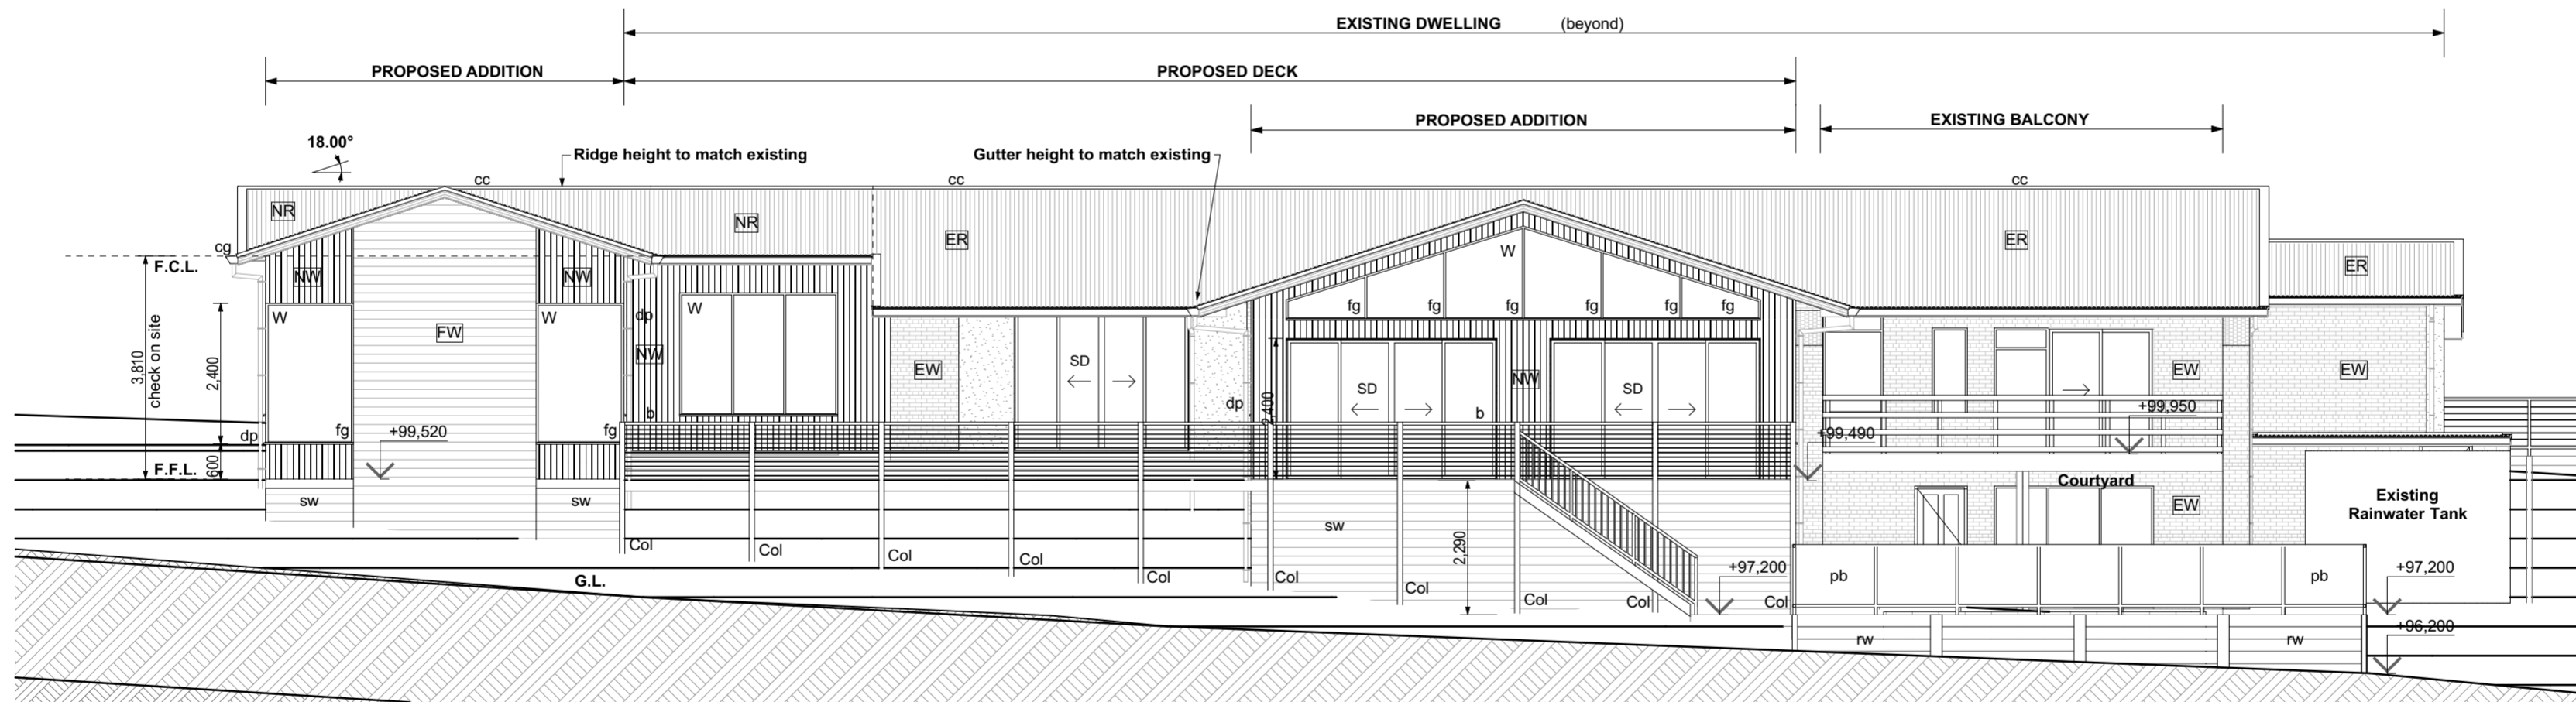 EXISTING DWELLING (beyond)
PROPOSED ADDITION
PROPOSED DECK
PROPOSED ADDITION
EXISTING BALCONY
18.00°
Ridge height to match existing
Gutter height to match existing
cc
cc
cc
NR
NR
ER
ER
ER
cg
F.C.L.
NW
NW
W
fg
fg
fg
fg
fg
fg
3,810
check on site
2,400
600
W
FW
W
dp
W
NW
EW
SD
SD
NW
SD
EW
EW
b
dp
2,400
b
fg
fg
dp
+99,520
+99,490
+99,950
F.F.L.
sw
sw
sw
2,290
Courtyard
EW
Existing
Rainwater Tank
Col
Col
Col
Col
Col
Col
Col
Col
Col
Col
G.L.
+97,200
pb
pb
+97,200
rw
rw
+96,200